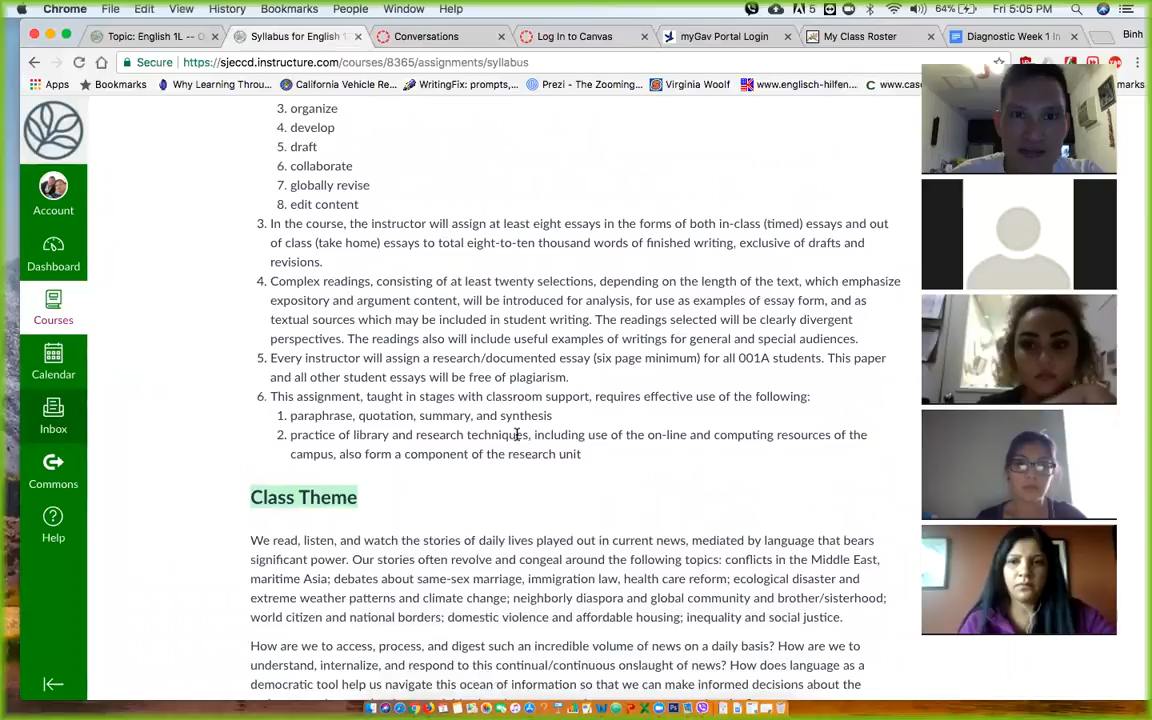 Chrome File Edit View History Bookmarks People Window Help 5 64% Fri 5:05 PM
Topic: English 1L -- × Syllabus for English × Conversations × Log In to Canvas × myGav Portal Login × My Class Roster × Diagnostic Week 1 × Binh
Secure https://sjeccd.instructure.com/courses/8365/assignments/syllabus
Apps Bookmarks Why Learning Throu... California Vehicle Re... WritingFix: prompts,... Prezi - The Zooming... Virginia Woolf www.englisch-hilfen... marks
3. organize
4. develop
5. draft
6. collaborate
7. globally revise
8. edit content
3. In the course, the instructor will assign at least eight essays in the forms of both in-class (timed) essays and out
of class (take home) essays to total eight-to-ten thousand words of finished writing, exclusive of drafts and
revisions.
4. Complex readings, consisting of at least twenty selections, depending on the length of the text, which emphasize
expository and argument content, will be introduced for analysis, for use as examples of essay form, and as
textual sources which may be included in student writing. The readings selected will be clearly divergent
perspectives. The readings also will include useful examples of writings for general and special audiences.
5. Every instructor will assign a research/documented essay (six page minimum) for all 001A students. This paper
and all other student essays will be free of plagiarism.
6. This assignment, taught in stages with classroom support, requires effective use of the following:
1. paraphrase, quotation, summary, and synthesis
2. practice of library and research techniques, including use of the on-line and computing resources of the
campus, also form a component of the research unit
Class Theme
We read, listen, and watch the stories of daily lives played out in current news, mediated by language that bears
significant power. Our stories often revolve and congeal around the following topics: conflicts in the Middle East,
maritime Asia; debates about same-sex marriage, immigration law, health care reform; ecological disaster and
extreme weather patterns and climate change; neighborly diaspora and global community and brother/sisterhood;
world citizen and national borders; domestic violence and affordable housing; inequality and social justice.
How are we to access, process, and digest such an incredible volume of news on a daily basis? How are we to
understand, internalize, and respond to this continual/continuous onslaught of news? How does language as a
democratic tool help us navigate this ocean of information so that we can make informed decisions about the
Account
Dashboard
Courses
Calendar
Inbox
Commons
Help